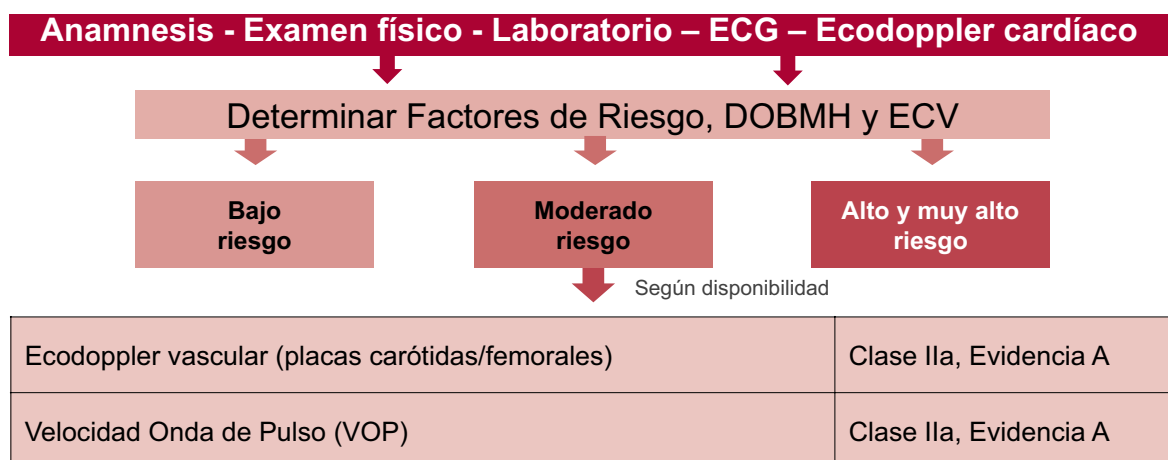 Anamnesis - Examen físico - Laboratorio – ECG – Ecodoppler cardíaco
Determinar Factores de Riesgo, DOBMH y ECV
Bajo
riesgo
Moderado
riesgo
Alto y muy alto
riesgo
Según disponibilidad
Ecodoppler vascular (placas carótidas/femorales)
Clase IIa, Evidencia A
Velocidad Onda de Pulso (VOP)
Clase IIa, Evidencia A